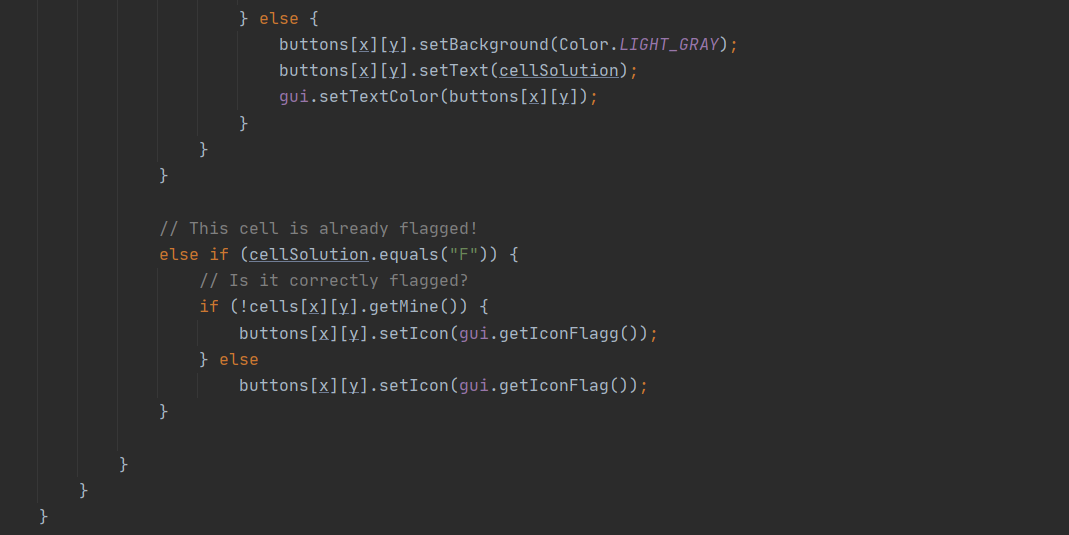 } else {
buttons[x][y].setBackground(Color.LIGHT_GRAY);
buttons[x][y].setText(cellSolution);
gui.setTextColor(buttons[x][y]);
}
}
}
// This cell is already flagged!
else if (cellSolution.equals("F")) {
// Is it correctly flagged?
if (!cells[x][y].getMine()) {
buttons[x][y].setIcon(gui.getIconFlagg());
} else
buttons[x][y].setIcon(gui.getIconFlag());
}
}
}
}